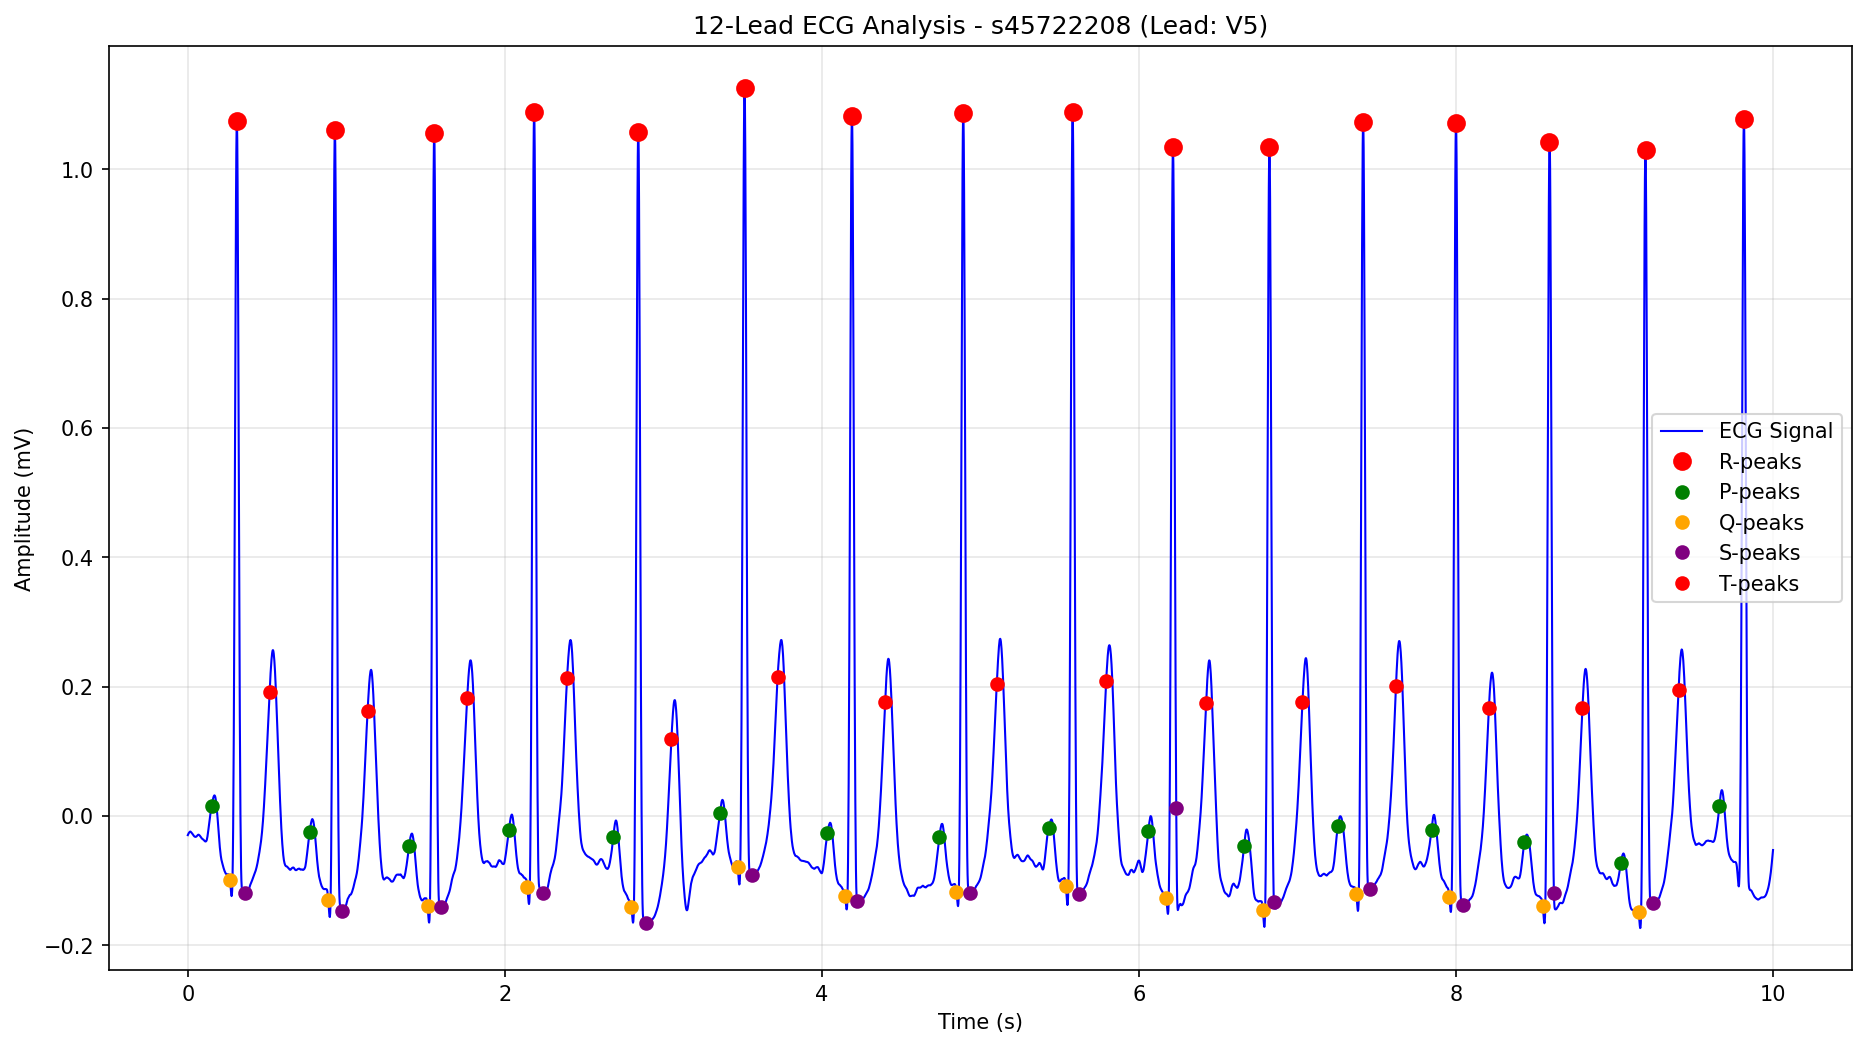 12-Lead ECG Analysis - s45722208 (Lead: V5)
Amplitude (mV)
1.0
0.8
0.6
0.4
0.2
0.0
−0.2
ECG Signal
R-peaks
P-peaks
Q-peaks
S-peaks
T-peaks
0 2 4 6 8 10
Time (s)